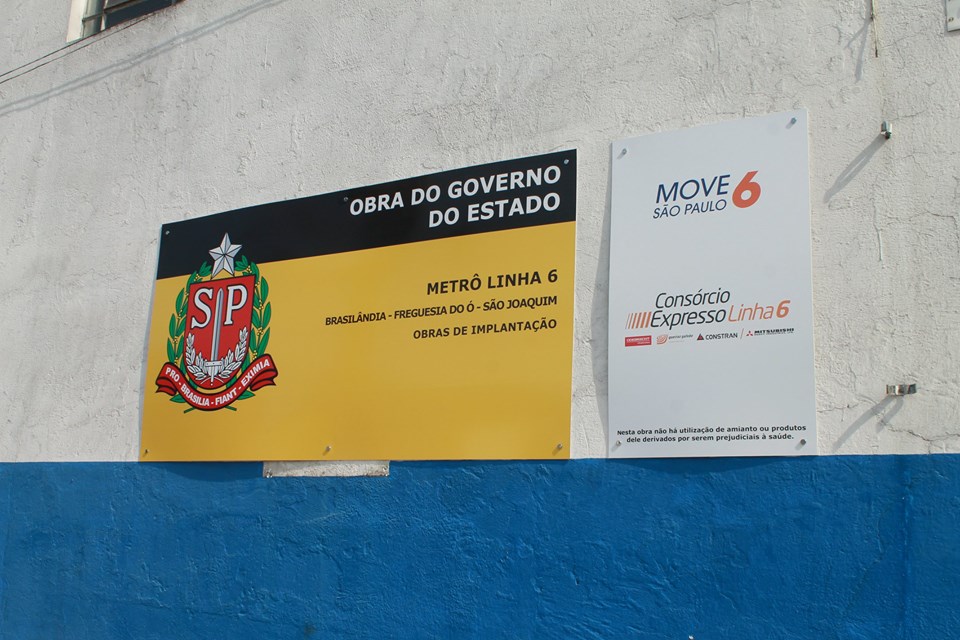 OBRA DO GOVERNO
DO ESTADO
SP
PRO - BRASILIA - FIANT - EXIMIA
METRÔ LINHA 6
BRASILÂNDIA - FREGUESIA DO Ó - SÃO JOAQUIM
OBRAS DE IMPLANTAÇÃO
MOVE 6
SÃO PAULO
Consórcio
Expresso Linha 6
CONSTRAN MITSUBISHI
Nesta obra não há utilização de amianto ou produtos
dele derivados por serem prejudiciais à saúde.